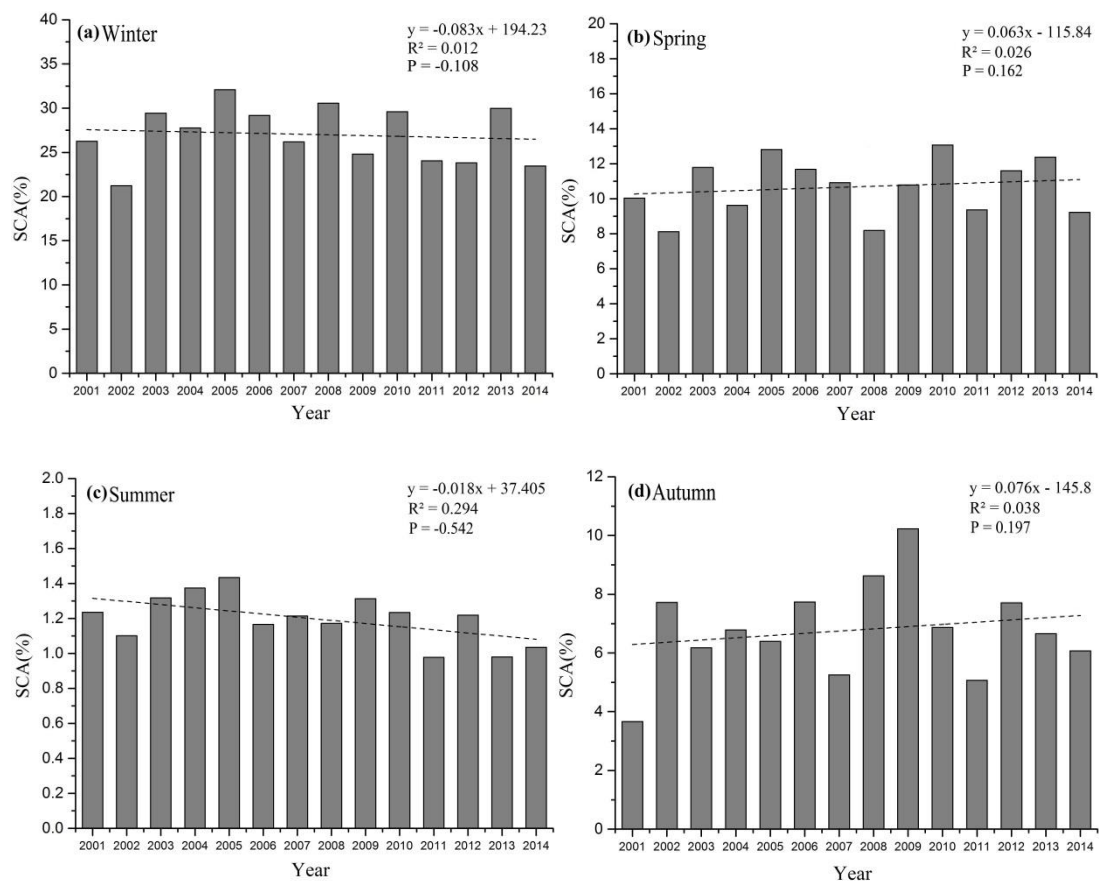 (a) Winter
y = -0.083x + 194.23
R² = 0.012
P = -0.108
SCA(%)
40
35
30
25
20
15
10
5
0
2001 2002 2003 2004 2005 2006 2007 2008 2009 2010 2011 2012 2013 2014
Year
(b) Spring
y = 0.063x - 115.84
R² = 0.026
P = 0.162
SCA(%)
20
18
16
14
12
10
8
6
4
2
0
2001 2002 2003 2004 2005 2006 2007 2008 2009 2010 2011 2012 2013 2014
Year
(c) Summer
y = -0.018x + 37.405
R² = 0.294
P = -0.542
SCA(%)
2.0
1.8
1.6
1.4
1.2
1.0
0.8
0.6
0.4
0.2
0.0
2001 2002 2003 2004 2005 2006 2007 2008 2009 2010 2011 2012 2013 2014
Year
(d) Autumn
y = 0.076x - 145.8
R² = 0.038
P = 0.197
SCA(%)
12
10
8
6
4
2
0
2001 2002 2003 2004 2005 2006 2007 2008 2009 2010 2011 2012 2013 2014
Year